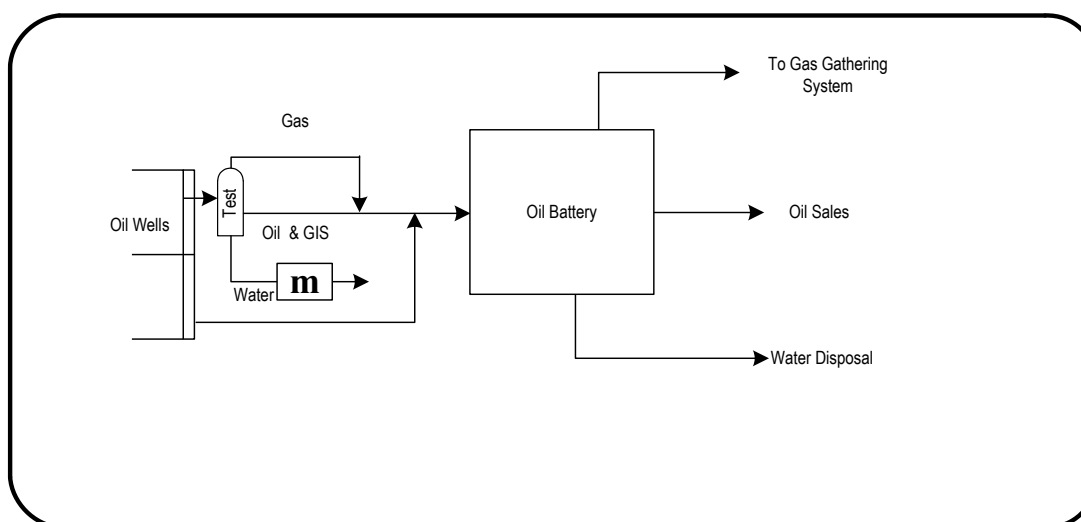 To Gas Gathering
System
Gas
Test
Oil Wells
Oil & GIS
Oil Battery
Oil Sales
Water
m
Water Disposal